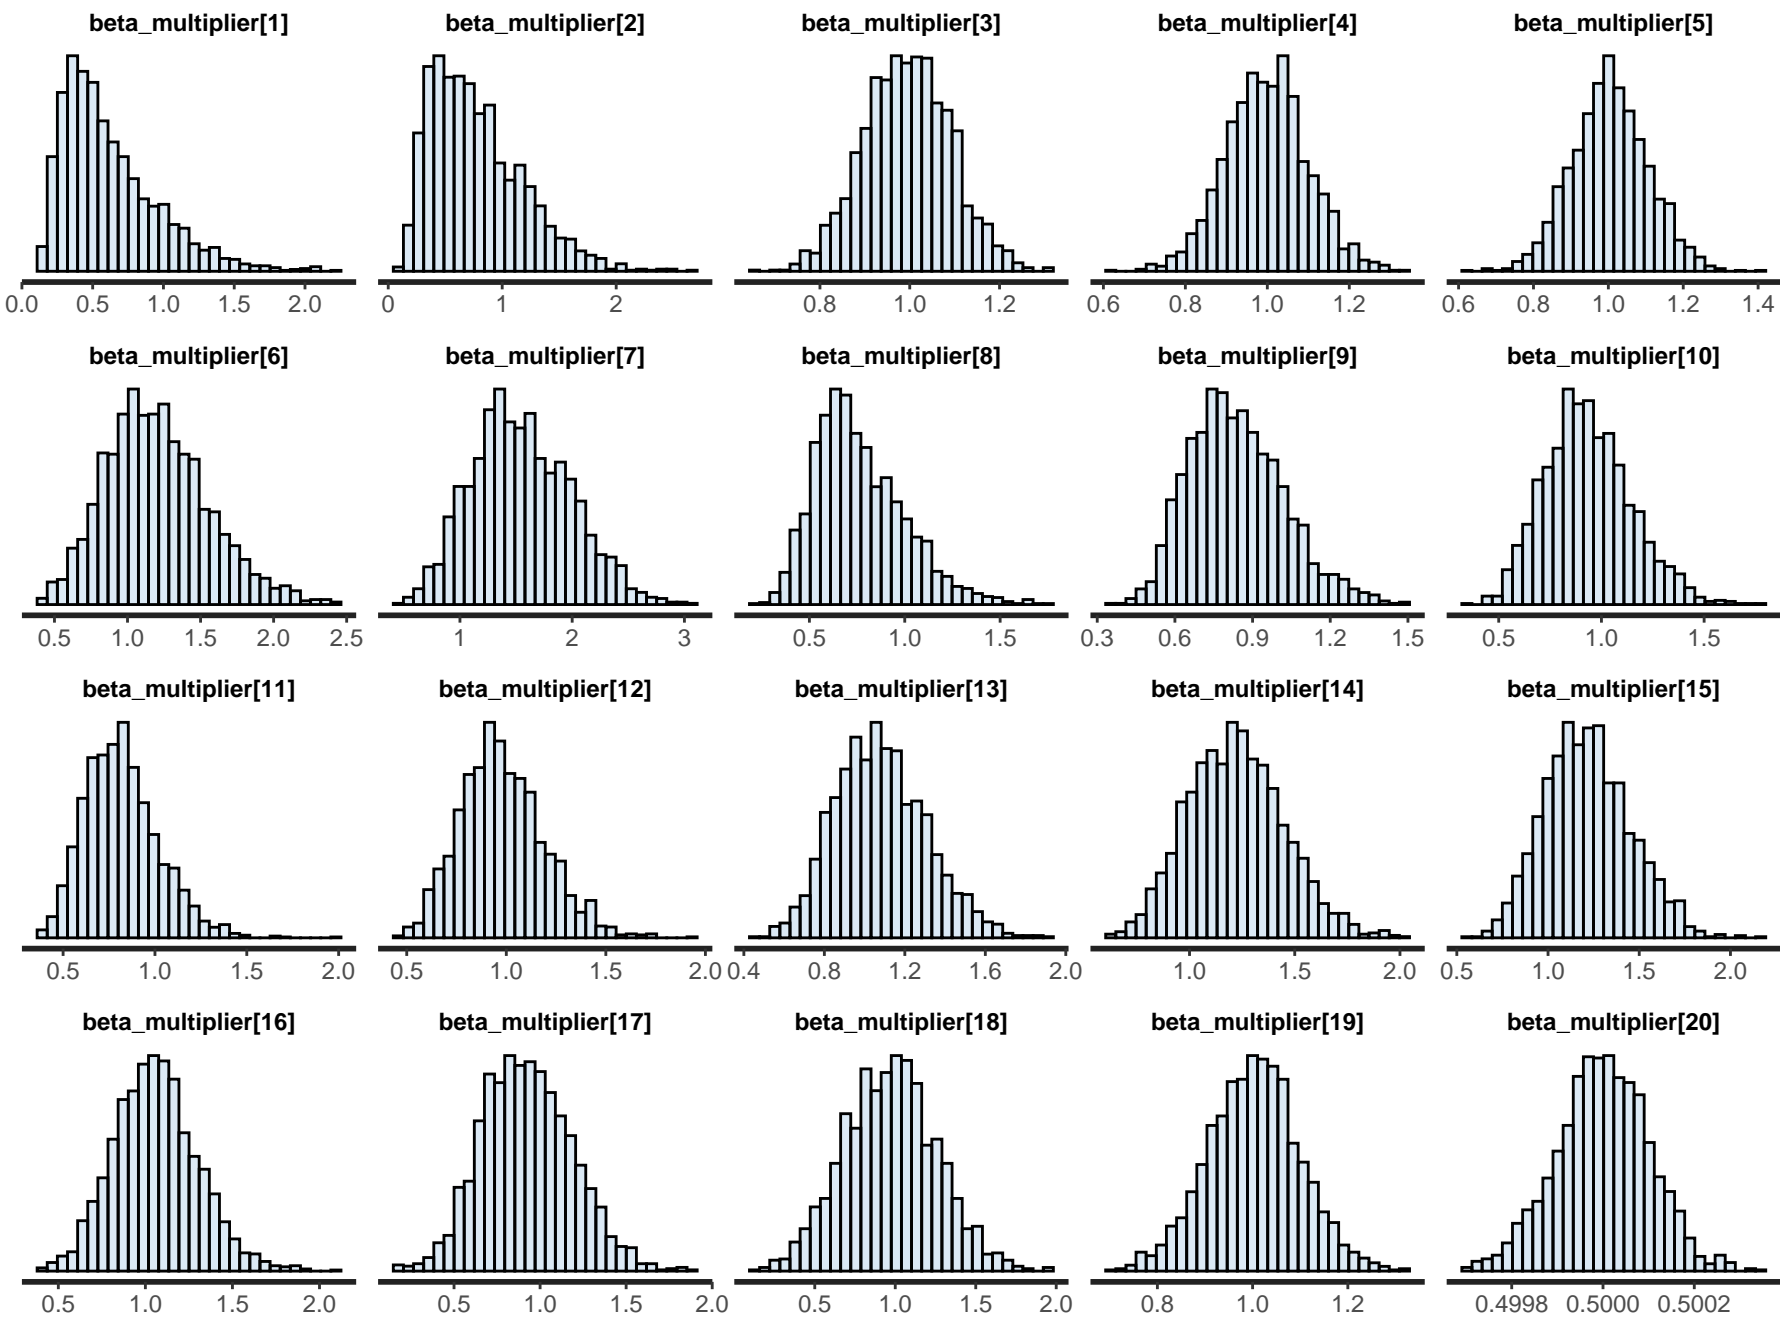 beta_multiplier[1] beta_multiplier[2] beta_multiplier[3] beta_multiplier[4] beta_multiplier[5]
0.0 0.5 1.0 1.5 2.0 0 1 2 0.8 1.0 1.2 0.6 0.8 1.0 1.2 0.6 0.8 1.0 1.2 1.4
beta_multiplier[6] beta_multiplier[7] beta_multiplier[8] beta_multiplier[9] beta_multiplier[10]
0.5 1.0 1.5 2.0 2.5 1 2 3 0.5 1.0 1.5 0.3 0.6 0.9 1.2 1.5 0.5 1.0 1.5
beta_multiplier[11] beta_multiplier[12] beta_multiplier[13] beta_multiplier[14] beta_multiplier[15]
0.5 1.0 1.5 2.0 0.5 1.0 1.5 2.0 0.4 0.8 1.2 1.6 2.0 1.0 1.5 2.0 0.5 1.0 1.5 2.0
beta_multiplier[16] beta_multiplier[17] beta_multiplier[18] beta_multiplier[19] beta_multiplier[20]
0.5 1.0 1.5 2.0 0.5 1.0 1.5 2.0 0.5 1.0 1.5 2.0 0.8 1.0 1.2 0.4998 0.5000 0.5002